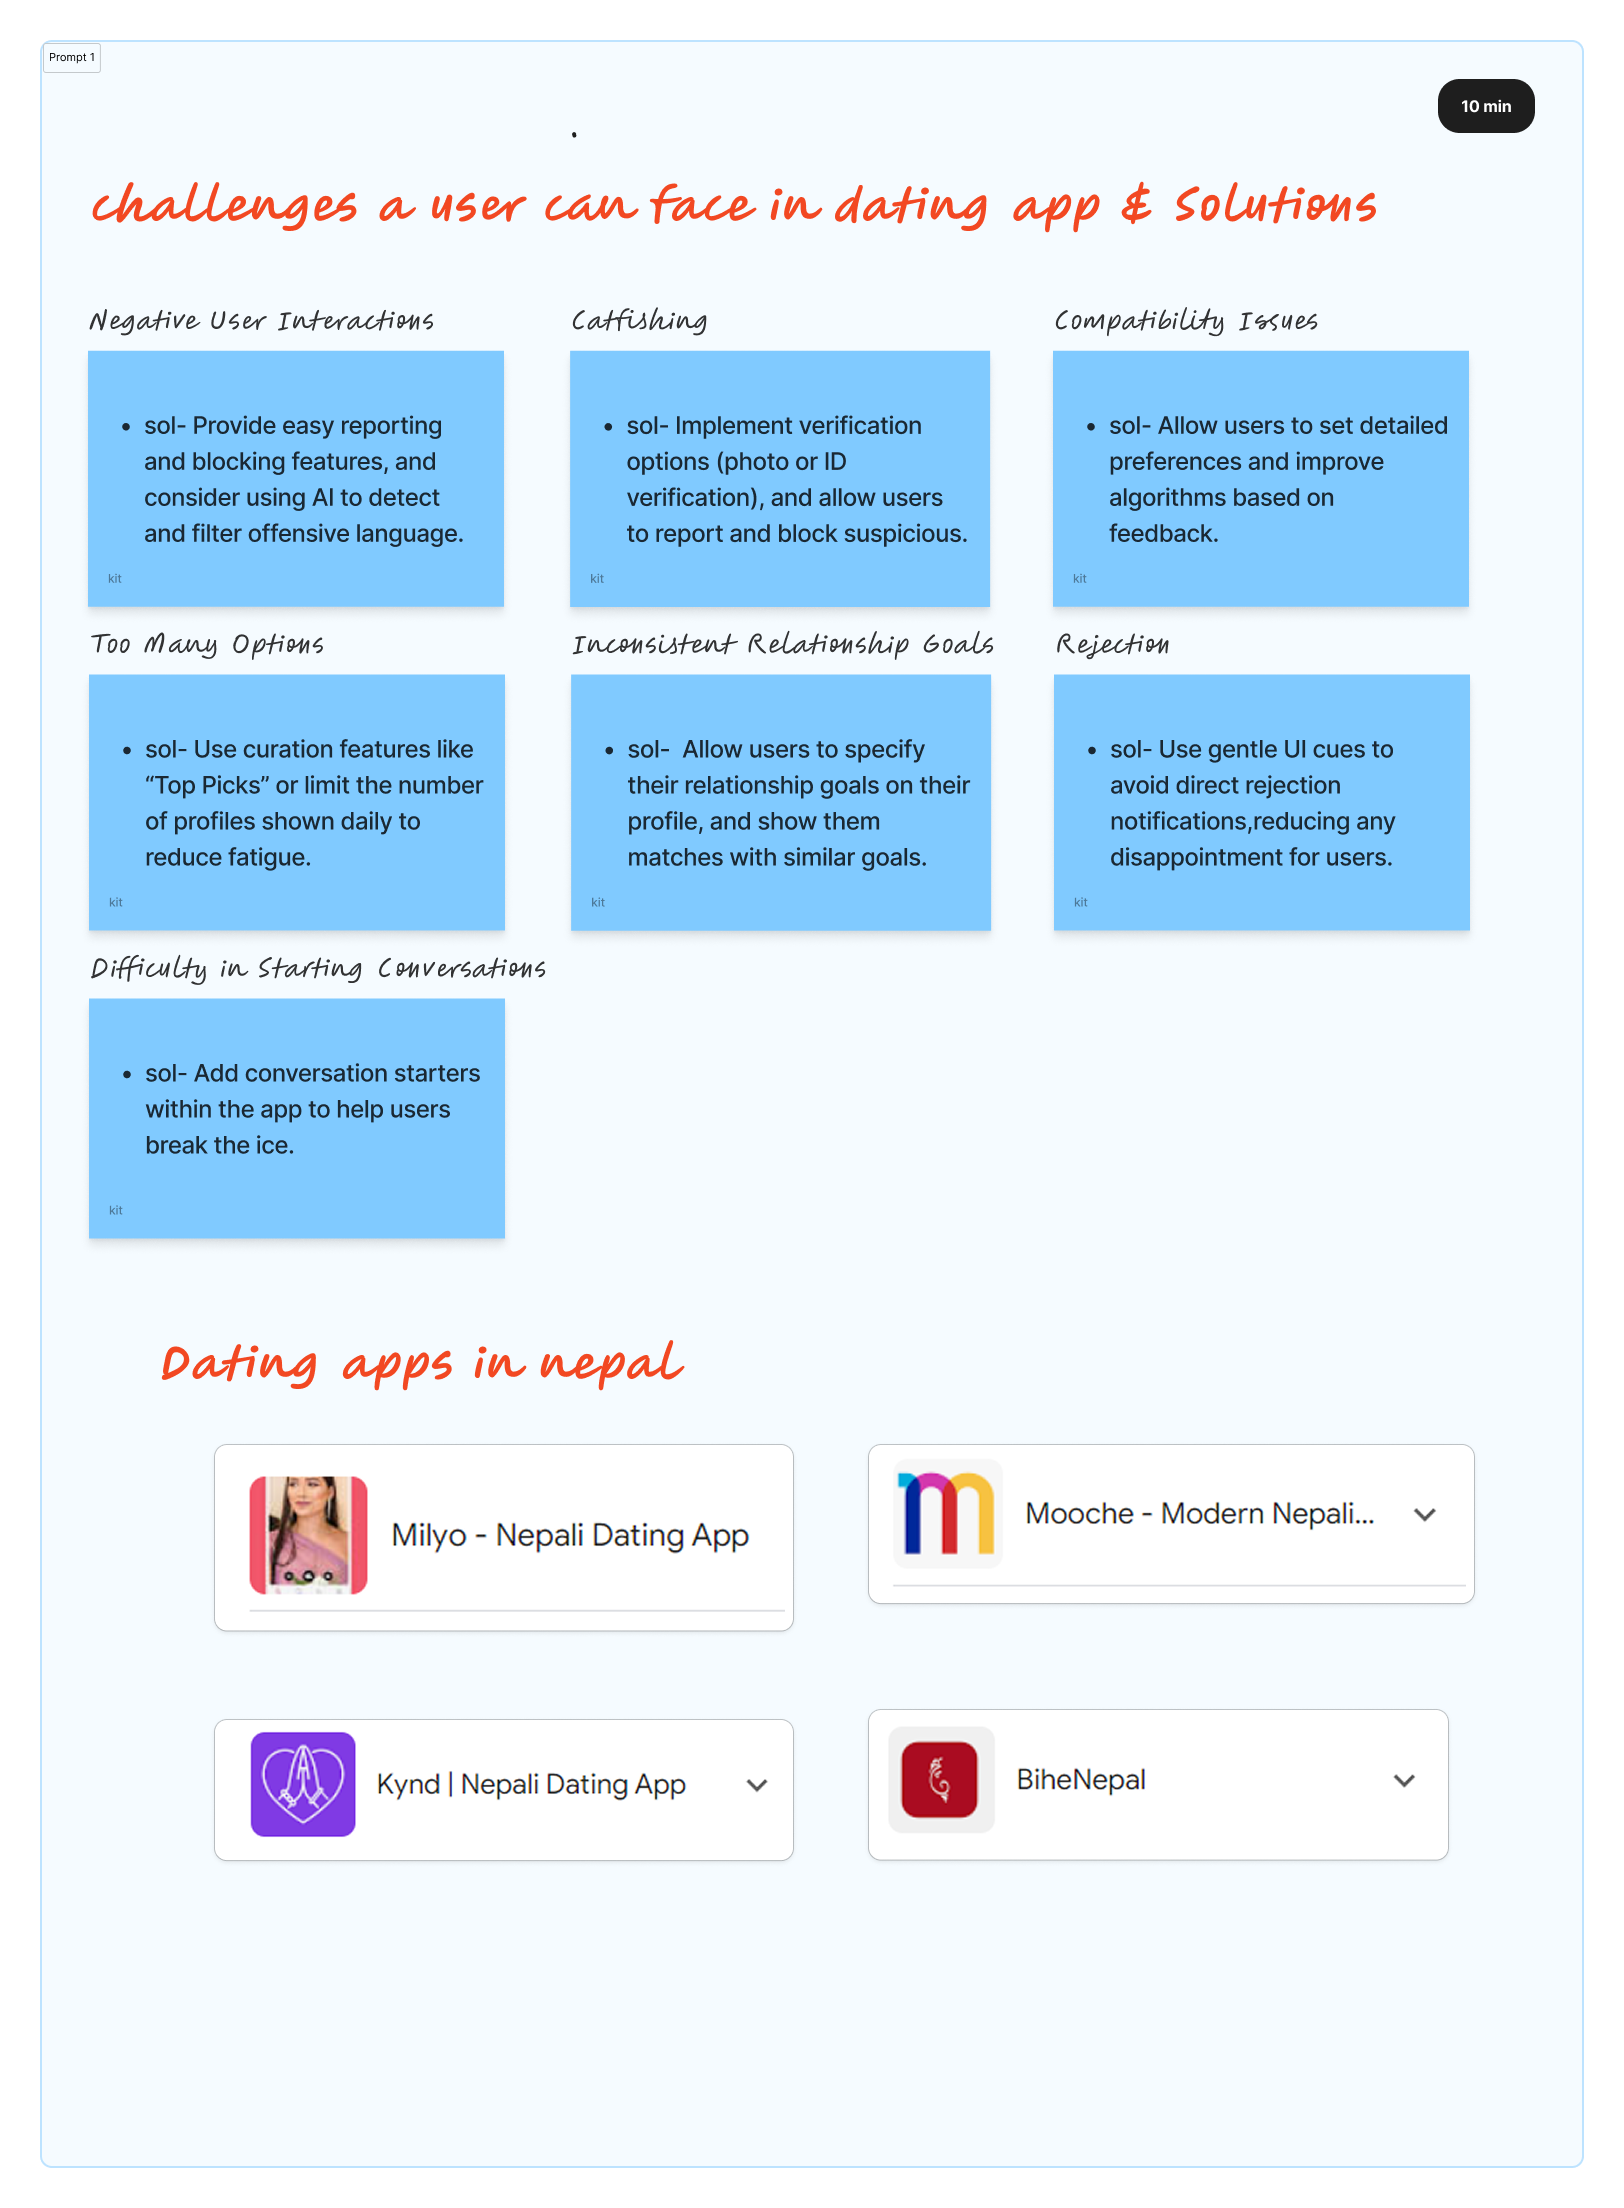 Prompt 1
10 min
challenges a user can face in dating app & Solutions
Negative User Interactions
sol- Provide easy reporting
and blocking features, and
consider using AI to detect
and filter offensive language.
kit
Catfishing
sol- Implement verification
options (photo or ID
verification), and allow users
to report and block suspicious.
kit
Compatibility Issues
sol- Allow users to set detailed
preferences and improve
algorithms based on
feedback.
kit
Too Many Options
sol- Use curation features like
“Top Picks” or limit the number
of profiles shown daily to
reduce fatigue.
kit
Inconsistent Relationship Goals
sol-  Allow users to specify
their relationship goals on their
profile, and show them
matches with similar goals.
kit
Rejection
sol- Use gentle UI cues to
avoid direct rejection
notifications,reducing any
disappointment for users.
kit
Difficulty in Starting Conversations
sol- Add conversation starters
within the app to help users
break the ice.
kit
Dating apps in nepal
Milyo - Nepali Dating App
Mooche - Modern Nepali...
Kynd | Nepali Dating App
BiheNepal